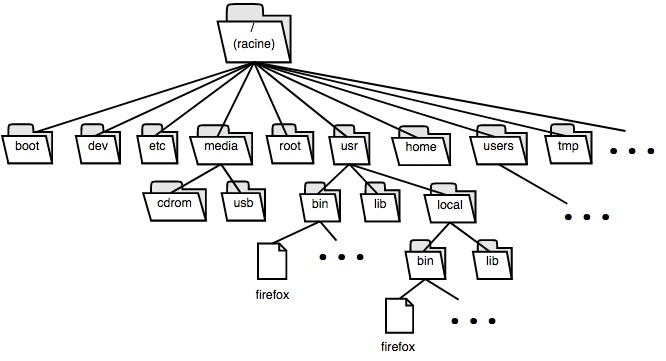 /
(racine)
boot
dev
etc
media
root
usr
home
users
tmp
• • •
cdrom
usb
bin
lib
local
• • •
firefox
• • •
bin
lib
firefox
• • •